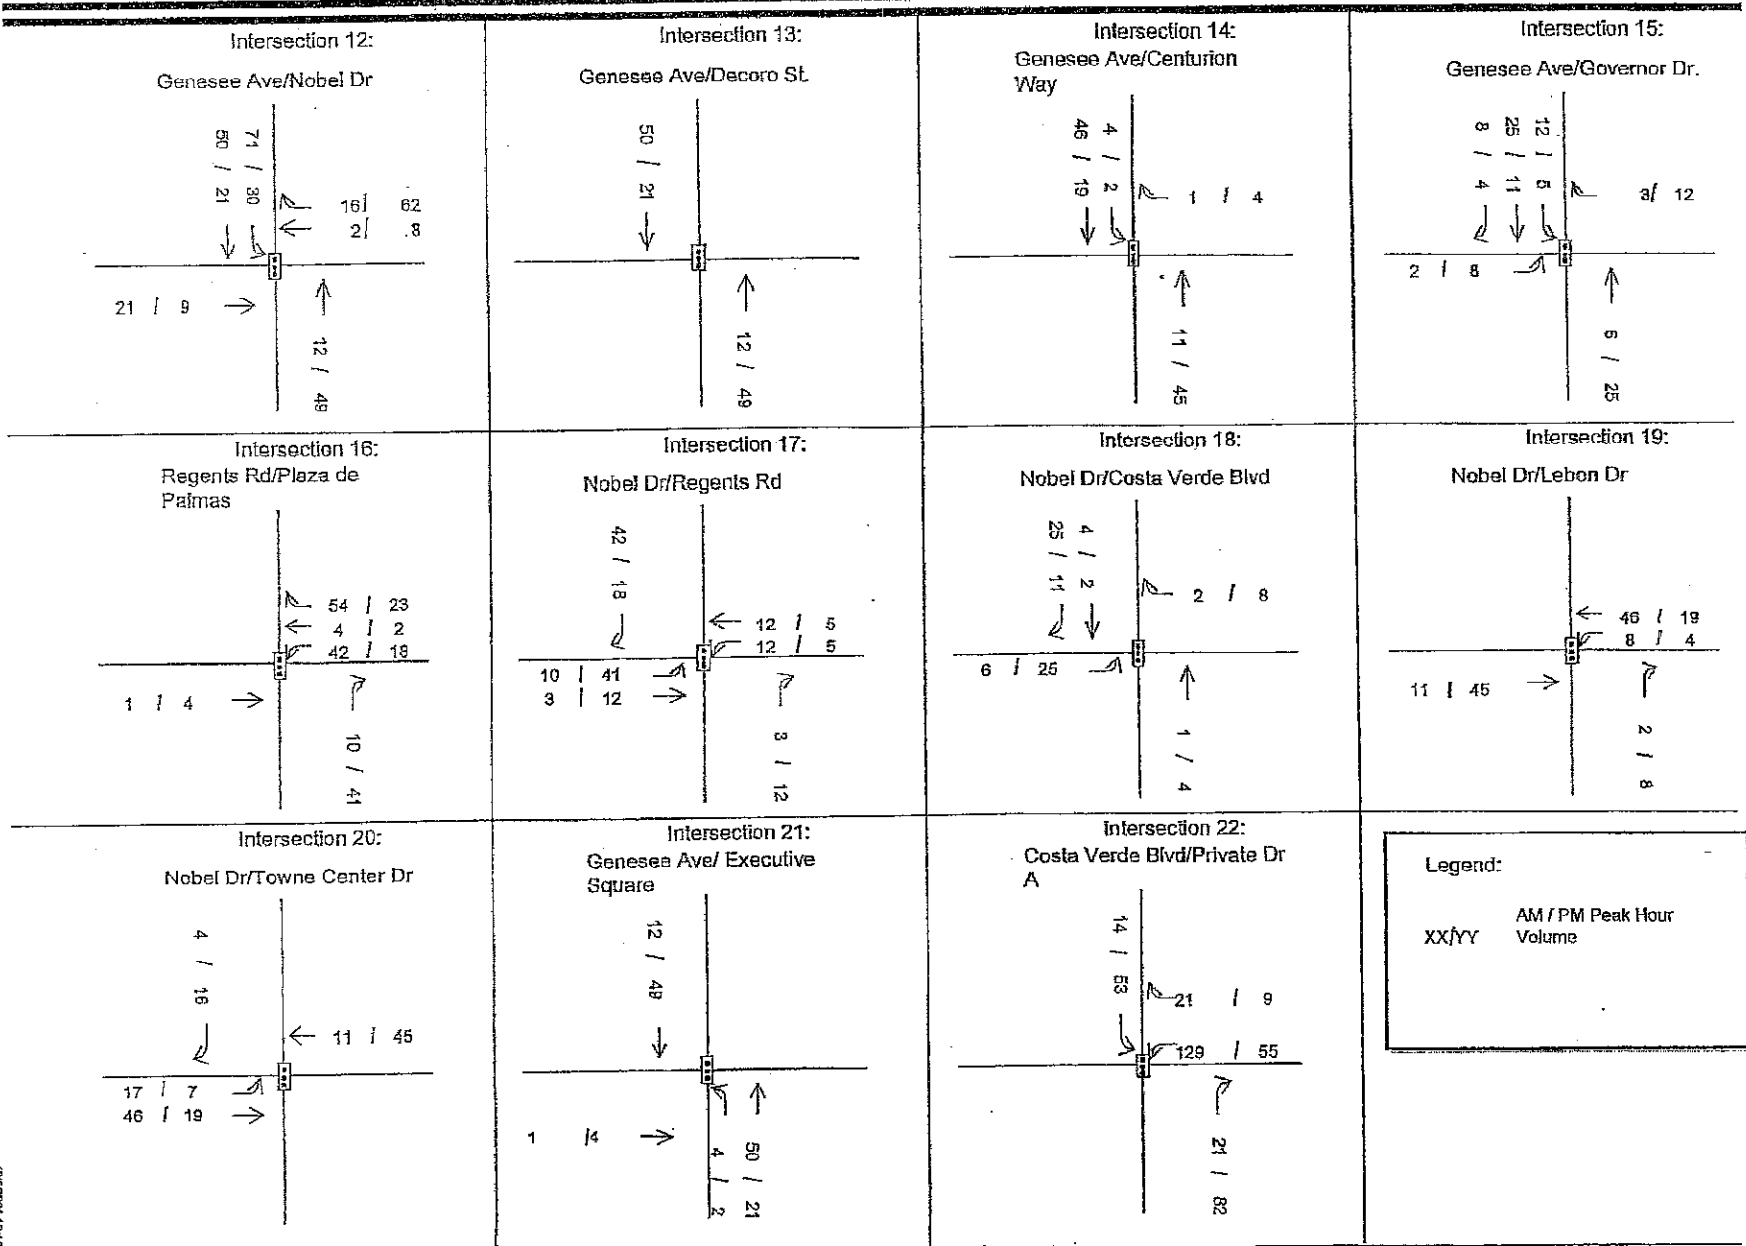 Intersection 12:
Genesee Ave/Nobel Dr
50 / 21
71 / 30
16/ 62
2/ .8
21 / 9
12 / 49
Intersection 13:
Genesee Ave/Decoro St.
50 / 21
12 / 49
Intersection 14:
Genesee Ave/Centurion
Way
46 / 19
4 / 2
1 / 4
11 / 45
Intersection 15:
Genesee Ave/Governor Dr.
8 / 4
25 / 11
12 / 5
3/ 12
2 / 8
6 / 25
Intersection 16:
Regents Rd/Plaza de
Palmas
54 / 23
4 / 2
42 / 18
1 / 4
10 / 41
Intersection 17:
Nobel Dr/Regents Rd
42 / 18
12 / 5
12 / 5
10 / 41
3 / 12
3 / 12
Intersection 18:
Nobel Dr/Costa Verde Blvd
25 / 11
4 / 2
2 / 8
6 / 25
1 / 4
Intersection 19:
Nobel Dr/Lebon Dr
46 / 19
8 / 4
11 / 45
2 / 8
Intersection 20:
Nobel Dr/Towne Center Dr
4 / 16
11 / 45
17 / 7
46 / 19
Intersection 21:
Genesee Ave/ Executive
Square
12 / 49
1 /4
4 / 2
50 / 21
Intersection 22:
Costa Verde Blvd/Private Dr
A
14 / 53
21 / 9
129 / 55
21 / 82
Legend:
AM / PM Peak Hour
XX/YY Volume